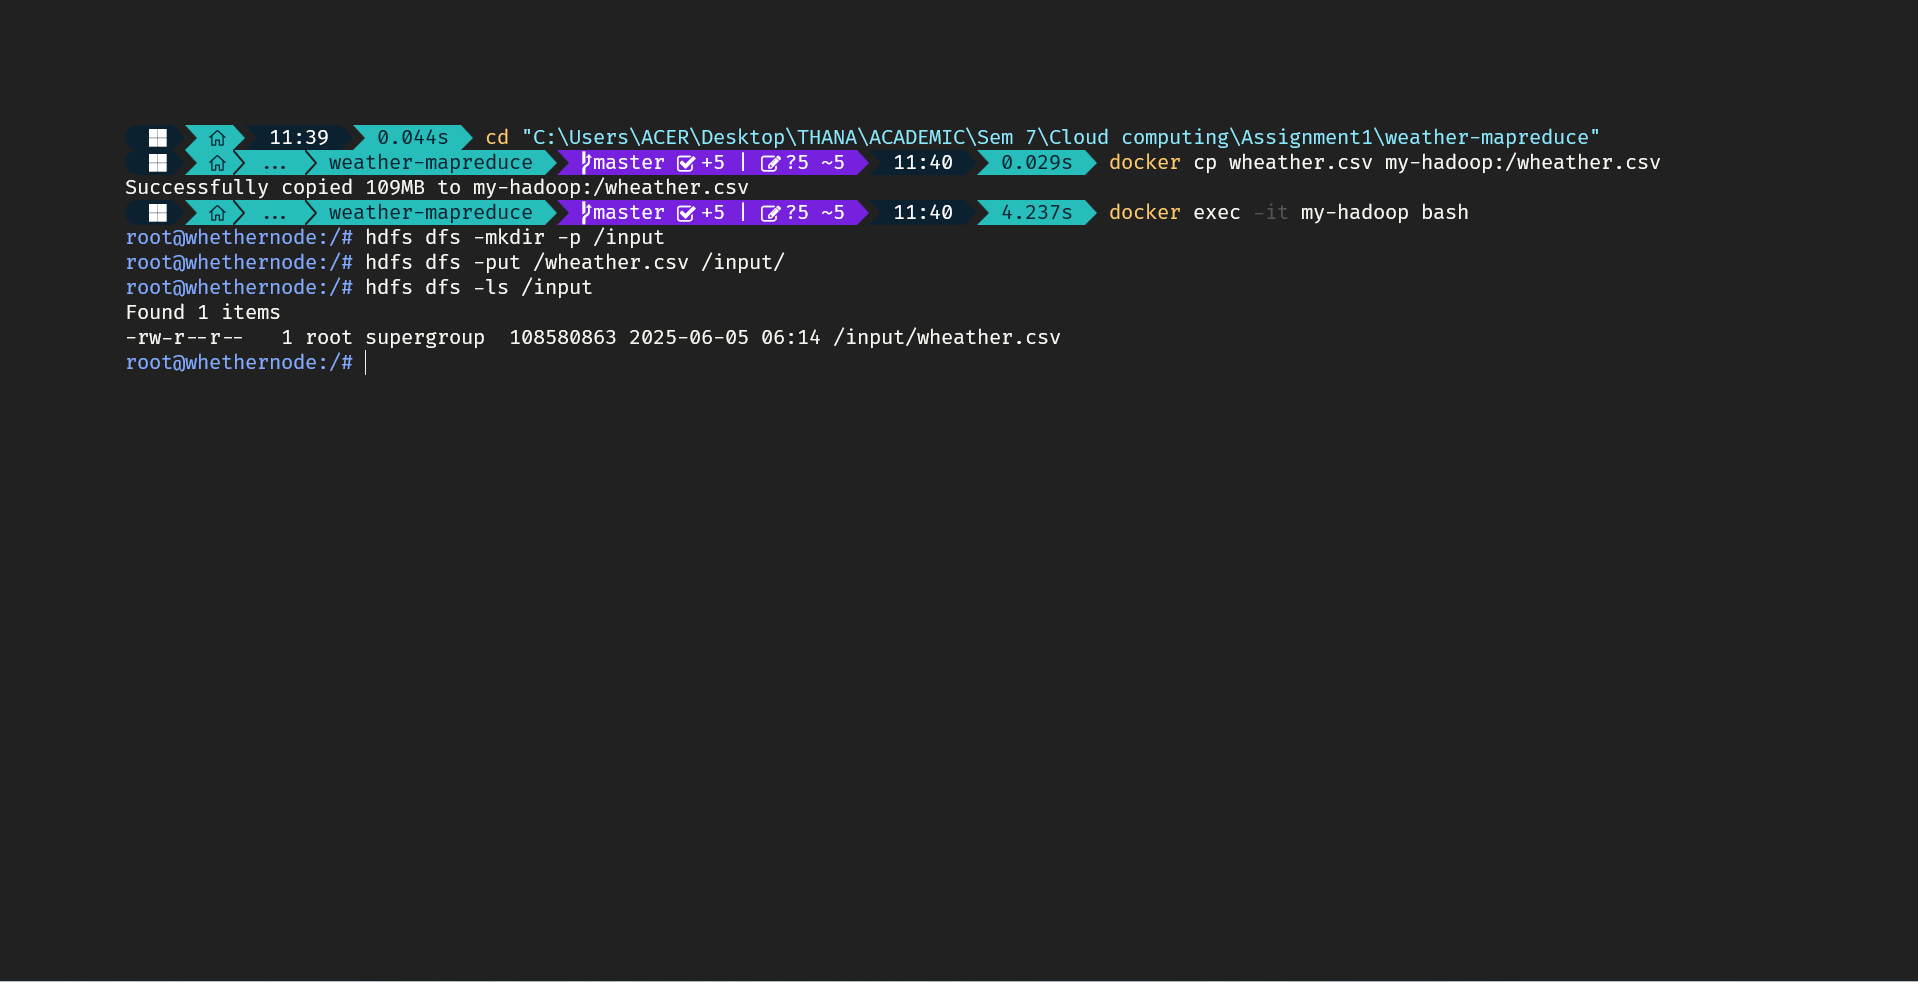 11:39 0.044s cd "C:\Users\ACER\Desktop\THANA\ACADEMIC\Sem 7\Cloud computing\Assignment1\weather-mapreduce"
... weather-mapreduce master +5 | ?5 ~5 11:40 0.029s docker cp wheather.csv my-hadoop:/wheather.csv
Successfully copied 109MB to my-hadoop:/wheather.csv
... weather-mapreduce master +5 | ?5 ~5 11:40 4.237s docker exec -it my-hadoop bash
root@whethernode:/# hdfs dfs -mkdir -p /input
root@whethernode:/# hdfs dfs -put /wheather.csv /input/
root@whethernode:/# hdfs dfs -ls /input
Found 1 items
-rw-r--r--   1 root supergroup  108580863 2025-06-05 06:14 /input/wheather.csv
root@whethernode:/#